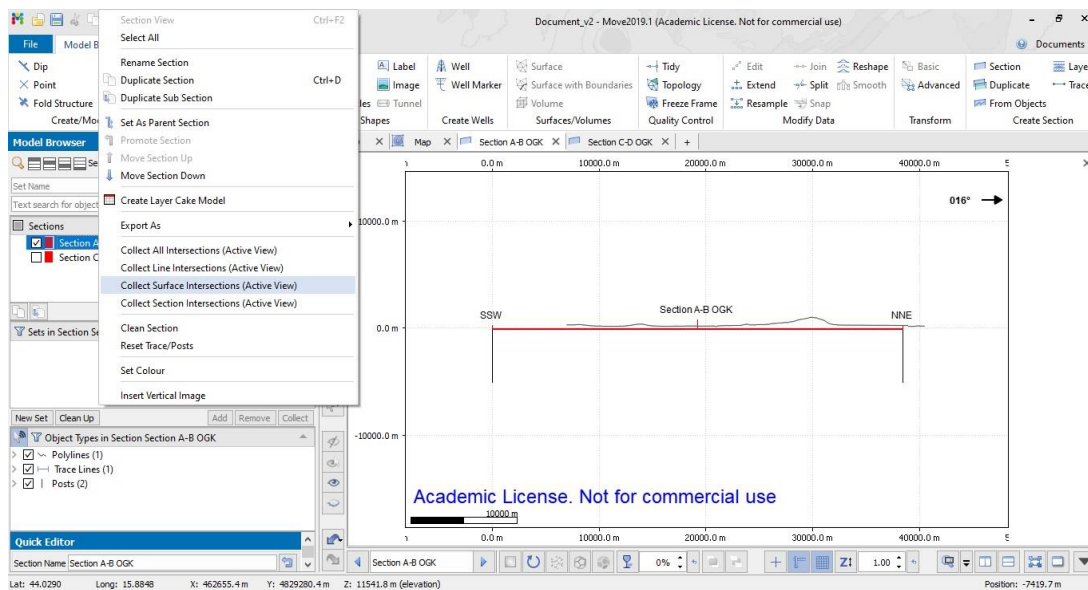 Document_v2 - Move2019.1 (Academic License. Not for commercial use)
File
Model B
Documents
Section View Ctrl+F2
Select All
Rename Section
Duplicate Section Ctrl+D
Duplicate Sub Section
Set As Parent Section
Promote Section
Move Section Up
Move Section Down
Create Layer Cake Model
Export As
Collect All Intersections (Active View)
Collect Line Intersections (Active View)
Collect Surface Intersections (Active View)
Collect Section Intersections (Active View)
Clean Section
Reset Trace/Posts
Set Colour
Insert Vertical Image
Dip
Point
Fold Structure
Create/Mo
Label
Image
les Tunnel
Shapes
Well
Well Marker
Create Wells
Surface
Surface with Boundaries
Volume
Surfaces/Volumes
Tidy
Topology
Freeze Frame
Quality Control
Edit Join Reshape
Extend Split Smooth
Resample Snap
Modify Data
Basic
Advanced
Transform
Section Laye
Duplicate Trace
From Objects
Create Section
Model Browser
Map Section A-B OGK Section C-D OGK +
Se
Set Name
Text search for object
Sections
Section A
Section C
Sets in Section Se
New Set Clean Up Add Remove Collect
Object Types in Section Section A-B OGK
Polylines (1)
Trace Lines (1)
Posts (2)
Quick Editor
Section Name Section A-B OGK
0.0 m 10000.0 m 20000.0 m 30000.0 m 40000.0 m
016°
10000.0 m
SSW Section A-B OGK NNE
0.0 m
-10000.0 m
Academic License. Not for commercial use
10000 m
0.0 m 10000.0 m 20000.0 m 30000.0 m 40000.0 m
Section A-B OGK 0% 1.00
Lat: 44.0290 Long: 15.8848 X: 462655.4 m Y: 4829280.4 m Z: 11541.8 m (elevation) Position: -7419.7 m